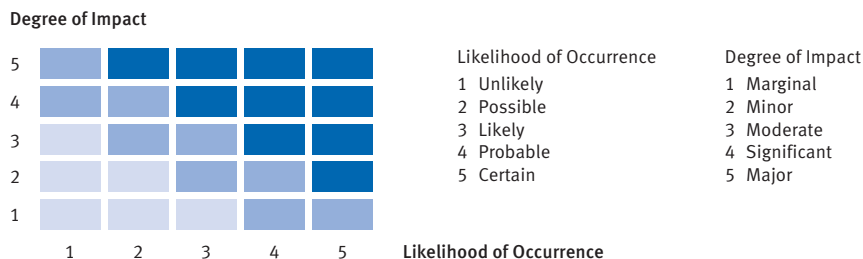 Degree of Impact
5
4
3
2
1
1 2 3 4 5 Likelihood of Occurrence
Likelihood of Occurrence
1 Unlikely
2 Possible
3 Likely
4 Probable
5 Certain
Degree of Impact
1 Marginal
2 Minor
3 Moderate
4 Significant
5 Major